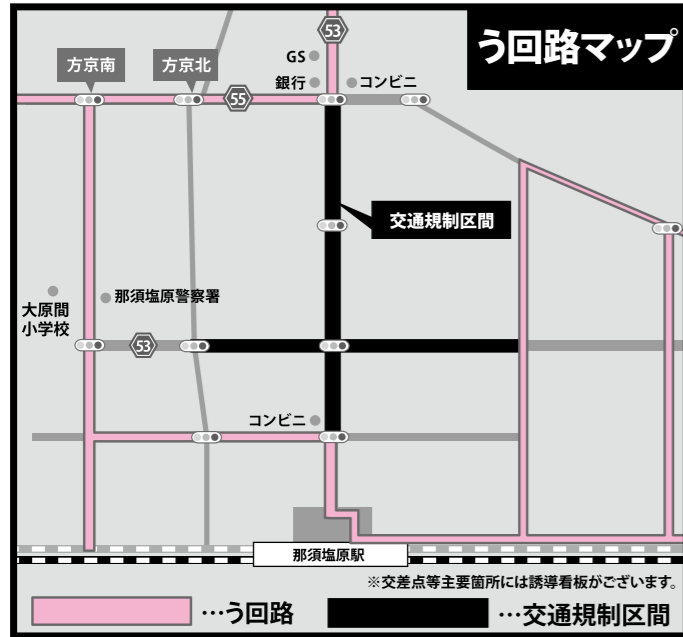 う回路マップ
53
GS
方京南
方京北
銀行
コンビニ
55
交通規制区間
那須塩原警察署
大原間
小学校
53
コンビニ
那須塩原駅
※交差点等主要箇所には誘導看板がございます。
…う回路
…交通規制区間